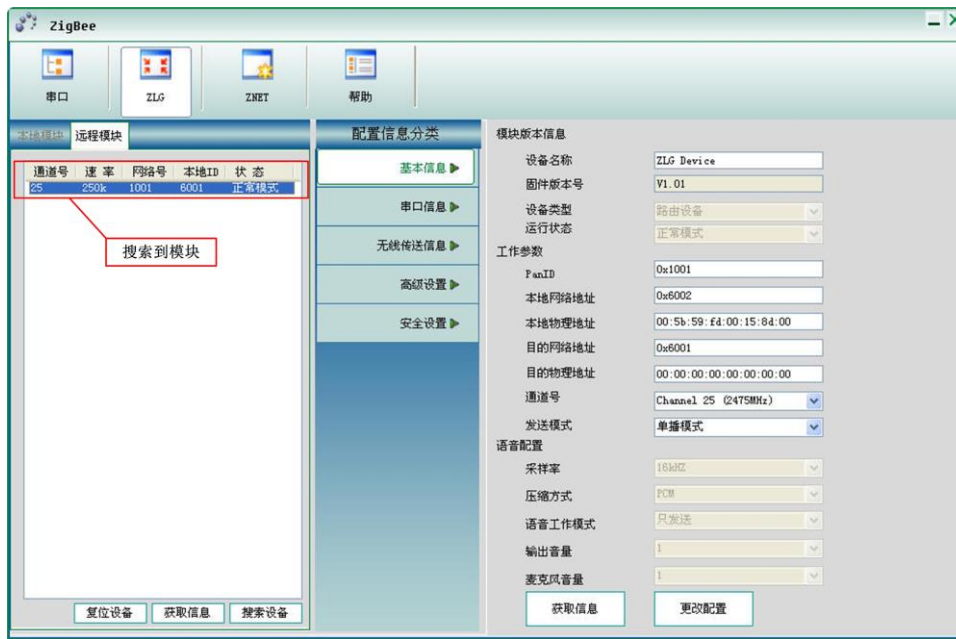 ZigBee
串口
ZLG
ZNET
帮助
本地模块 远程模块
通道号 速 率 网络号 本地ID 状 态
25 250k 1001 6001 正常模式
搜索到模块
复位设备 获取信息 搜索设备
配置信息分类
基本信息
串口信息
无线传送信息
高级设置
安全设置
模块版本信息
设备名称 ZLG Device
固件版本号 V1.01
设备类型 路由设备
运行状态 正常模式
工作参数
PanID 0x1001
本地网络地址 0x6002
本地物理地址 00:5b:59:fd:00:15:8d:00
目的网络地址 0x6001
目的物理地址 00:00:00:00:00:00:00:00
通道号 Channel 25 (2475MHz)
发送模式 单播模式
语音配置
采样率 16kHZ
压缩方式 PCM
语音工作模式 只发送
输出音量 1
麦克风音量 1
获取信息 更改配置